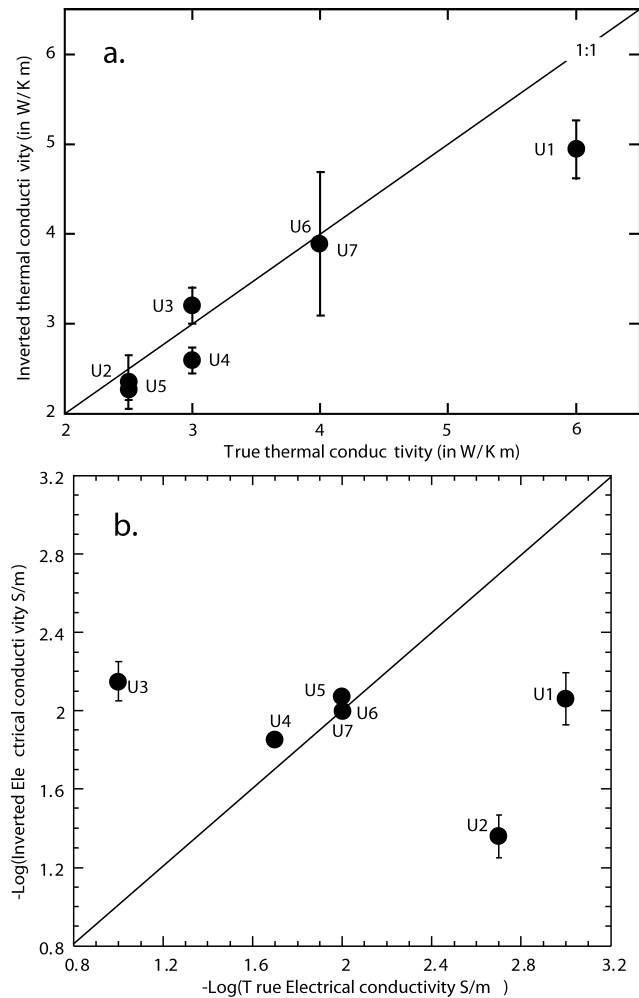 a.
1:1
6
5
4
3
2
U1
U6
U7
U3
U4
U2
U5
2 3 4 5 6
Inverted thermal conducti vity (in W/K m)
True thermal conduc tivity (in W/K m)
b.
3.2
2.8
2.4
2
1.6
1.2
0.8
U3
U5
U6
U7
U4
U1
U2
0.8 1.2 1.6 2 2.4 2.8 3.2
-Log(Inverted Ele ctrical conducti vity S/m)
-Log(T rue Electrical conductivity S/m )